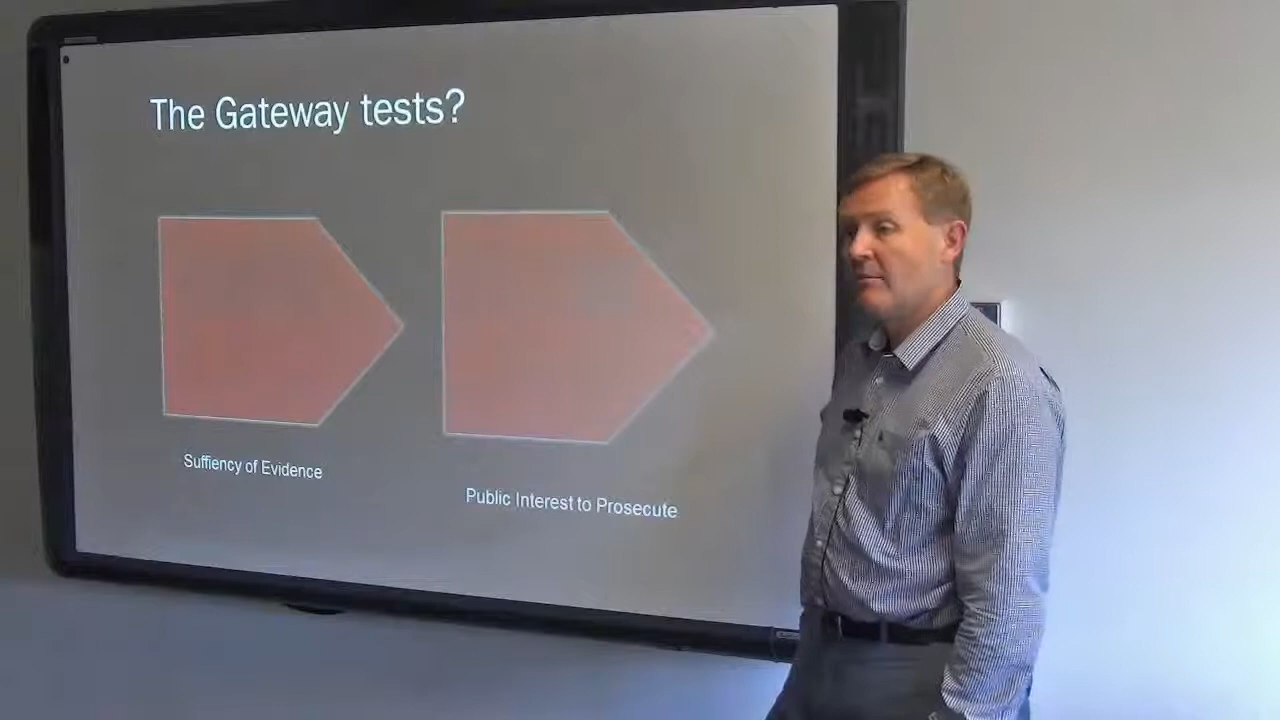 The Gateway tests?
Suffiency of Evidence
Public Interest to Prosecute